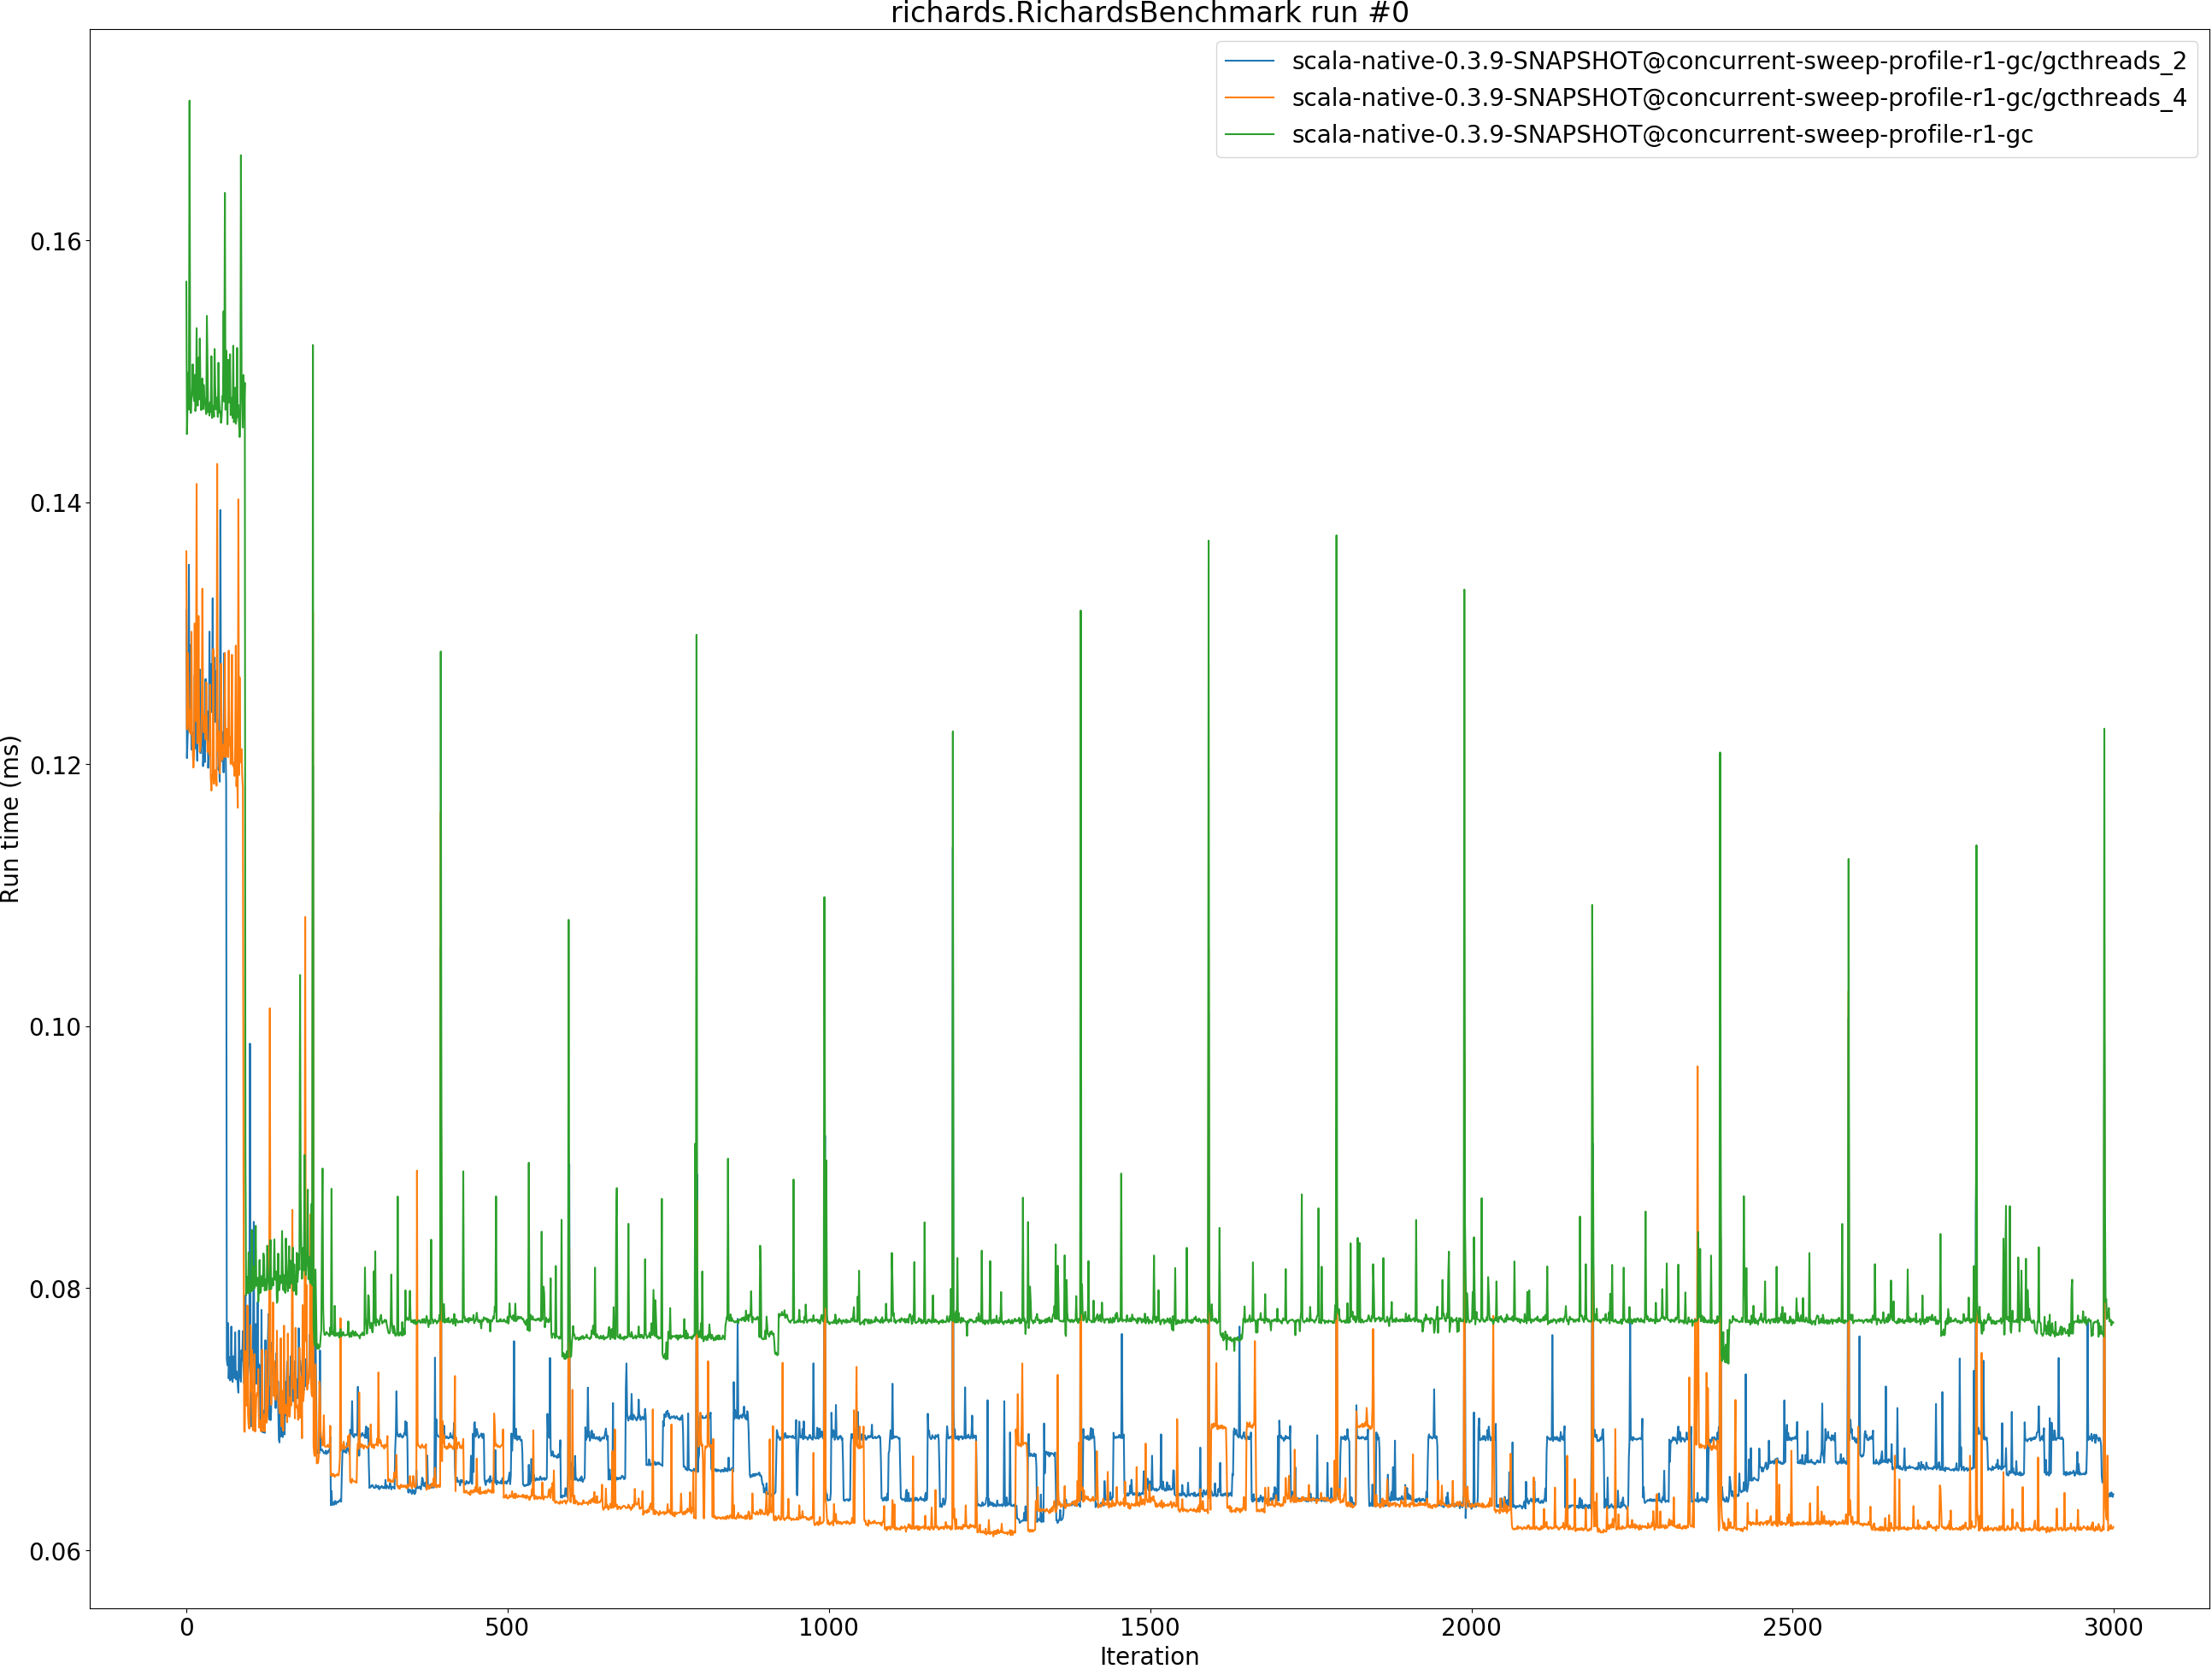 richards.RichardsBenchmark run #0
scala-native-0.3.9-SNAPSHOT@concurrent-sweep-profile-r1-gc/gcthreads_2
scala-native-0.3.9-SNAPSHOT@concurrent-sweep-profile-r1-gc/gcthreads_4
scala-native-0.3.9-SNAPSHOT@concurrent-sweep-profile-r1-gc
Run time (ms)
0.16
0.14
0.12
0.10
0.08
0.06
0 500 1000 1500 2000 2500 3000
Iteration